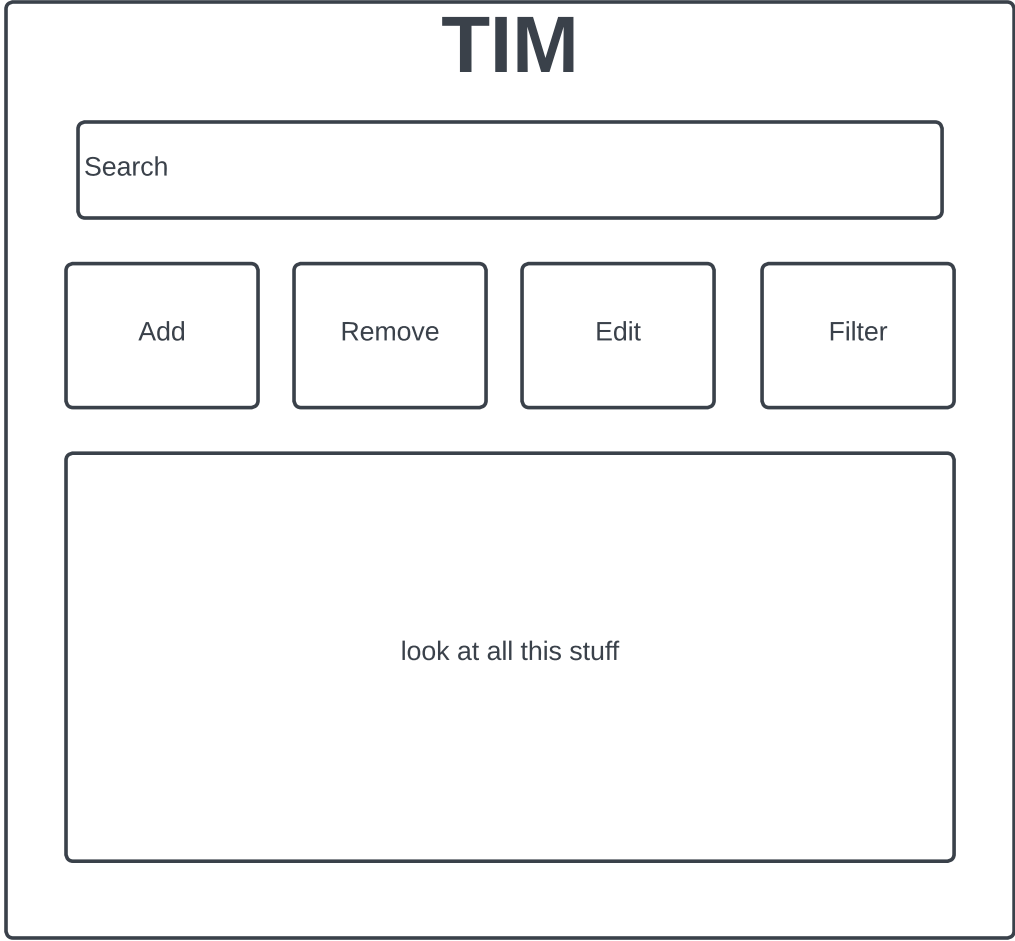 TIM
Search
Add
Remove
Edit
Filter
look at all this stuff